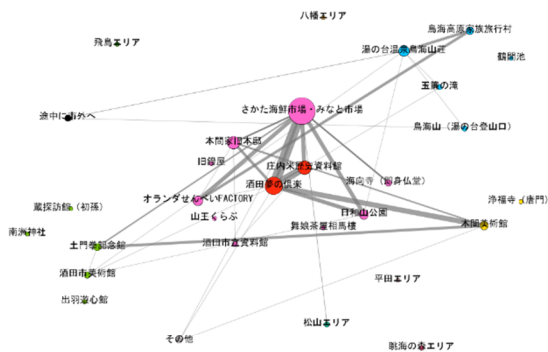 八幡エリア
鳥海高原家族旅行村
飛鳥エリア
湯の台温泉鳥海山荘
鶴間池
玉簾の滝
さかた海鮮市場・みなと市場
途中に市外へ
鳥海山（湯の台登山口）
本間家旧本邸
旧鐙屋
庄内米歴史資料館
酒田夢の倶楽
海向寺（即身仏堂）
オランダせんべいFACTORY
浄福寺（唐門）
蔵探訪館（初孫）
山王くらぶ
日和山公園
南洲神社
舞娘茶屋相馬樓
本間美術館
土門拳記念館
酒田市資料館
酒田市美術館
平田エリア
出羽遊心館
松山エリア
その他
眺海の森エリア